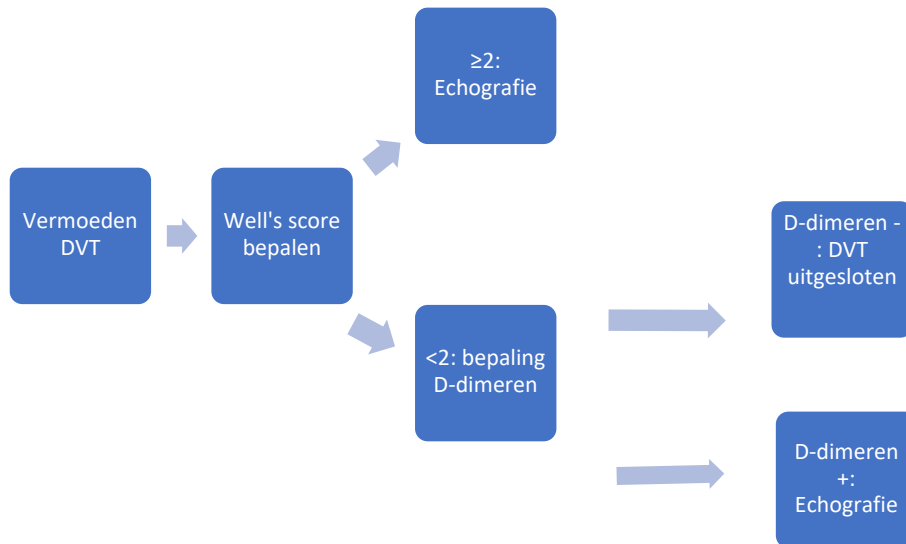 ≥2:
Echografie
Vermoeden
DVT
Well's score
bepalen
<2: bepaling
D-dimeren
D-dimeren -
: DVT
uitgesloten
D-dimeren
+:
Echografie